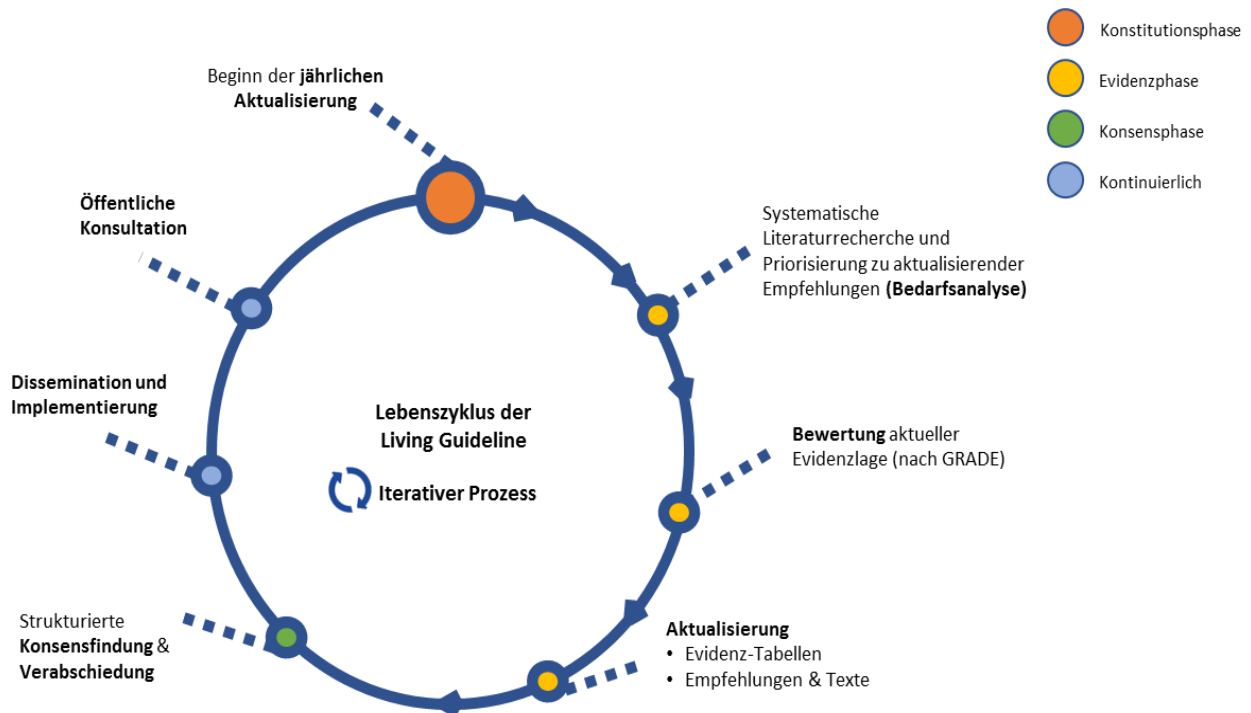 Konstitutionsphase
Evidenzphase
Konsensphase
Kontinuierlich
Beginn der jährlichen
Aktualisierung
Systematische
Literaturrecherche und
Priorisierung zu aktualisierender
Empfehlungen (Bedarfsanalyse)
Bewertung aktueller
Evidenzlage (nach GRADE)
Aktualisierung
• Evidenz-Tabellen
• Empfehlungen & Texte
Strukturierte
Konsensfindung &
Verabschiedung
Dissemination und
Implementierung
Öffentliche
Konsultation
Lebenszyklus der
Living Guideline
Iterativer Prozess